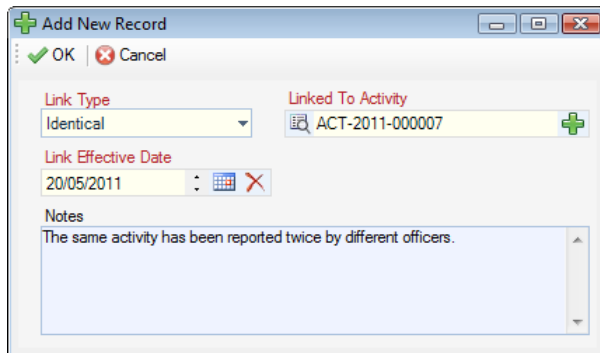 Add New Record
OK Cancel
Link Type Linked To Activity
Identical ACT-2011-000007
Link Effective Date
20/05/2011
Notes
The same activity has been reported twice by different officers.